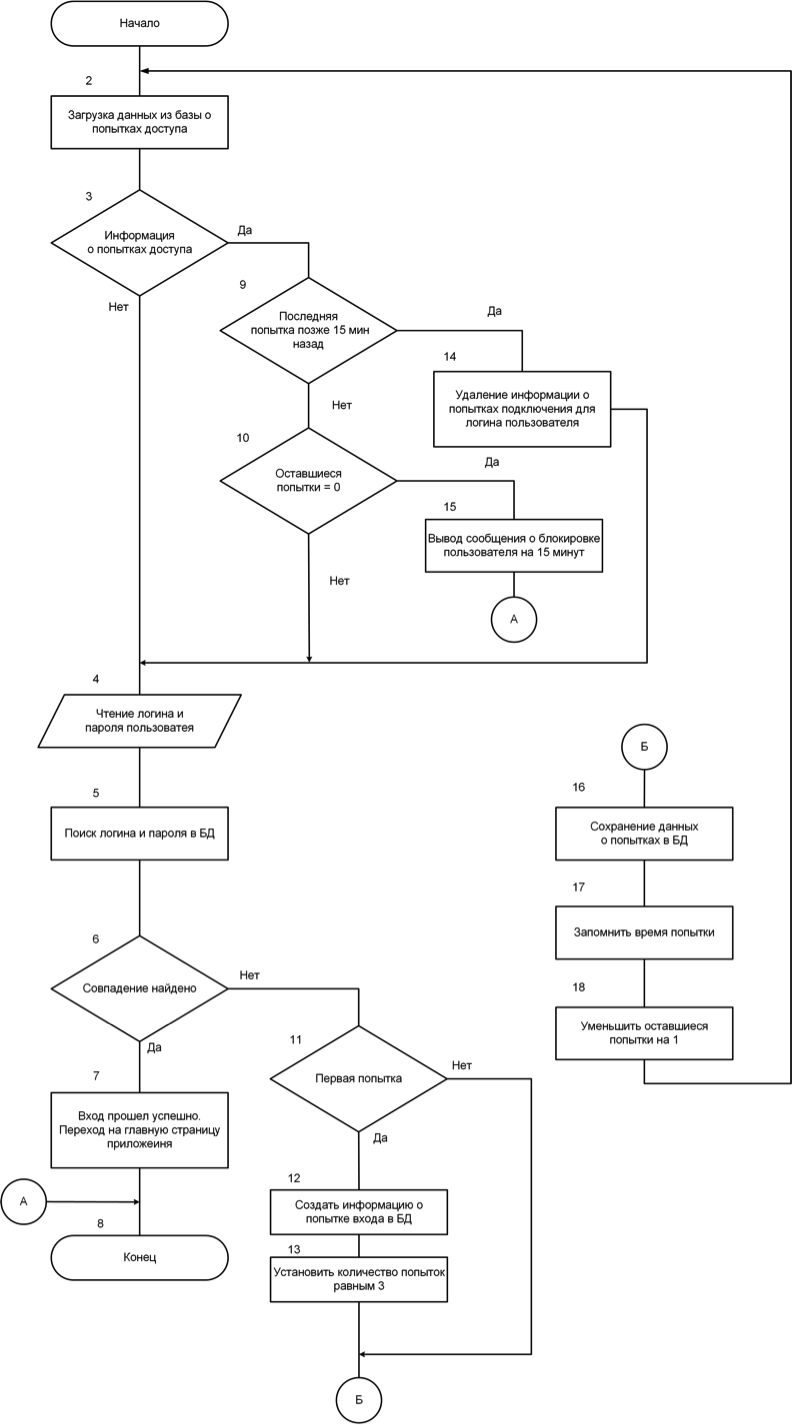 Начало
2
Загрузка данных из базы о
попытках доступа
3
Информация
о попытках доступа
Да
Нет
9
Последняя
попытка позже 15 мин
назад
Да
Нет
14
Удаление информации о
попытках подключения для
логина пользователя
10
Оставшиеся
попытки = 0
Да
Нет
15
Вывод сообщения о блокировке
пользователя на 15 минут
А
4
Чтение логина и
пароля пользоватея
5
Поиск логина и пароля в БД
6
Совпадение найдено
Нет
Да
7
Вход прошел успешно.
Переход на главную страницу
приложеиня
А
8
Конец
11
Первая попытка
Нет
Да
12
Создать информацию о
попытке входа в БД
13
Установить количество попыток
равным 3
Б
Б
16
Сохранение данных
о попытках в БД
17
Запомнить время попытки
18
Уменьшить оставшиеся
попытки на 1